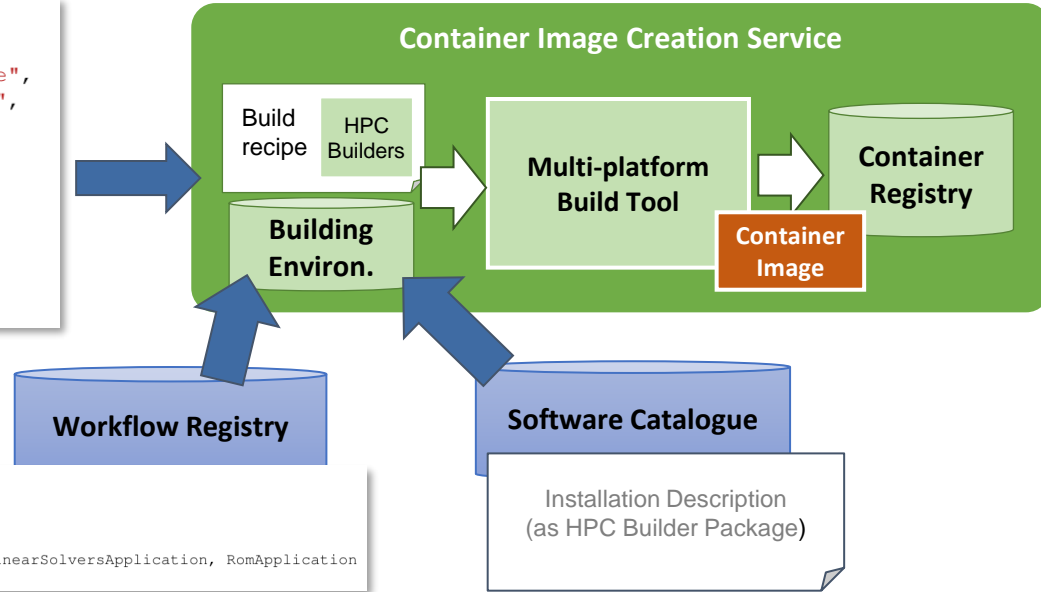 Container Image Creation Service
e",
",
Build
recipe
HPC
Builders
Multi-platform
Build Tool
Container
Registry
Building
Environ.
Container
Image
Workflow Registry
Software Catalogue
Installation Description
(as HPC Builder Package)
inearSolversApplication, RomApplication